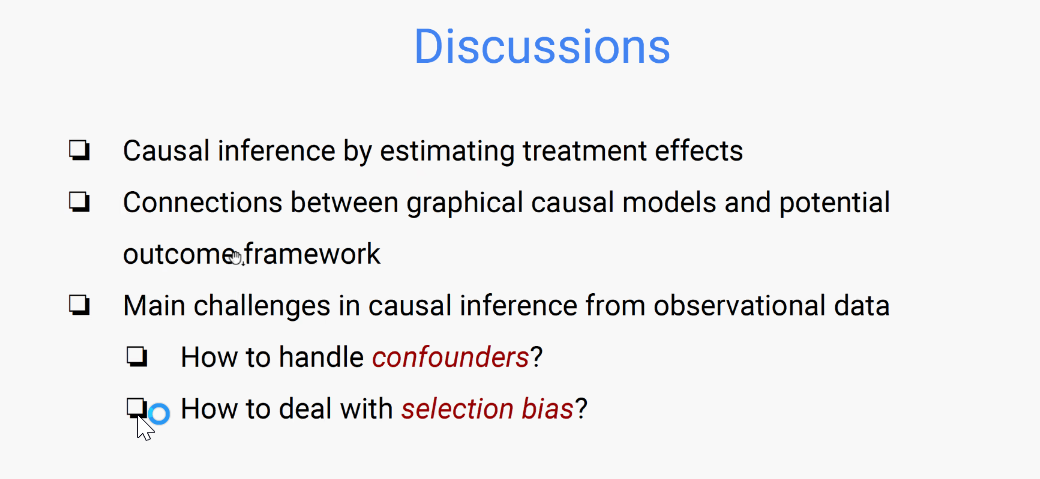 Discussions
Causal inference by estimating treatment effects
Connections between graphical causal models and potential
outcome framework
Main challenges in causal inference from observational data
How to handle confounders?
How to deal with selection bias?